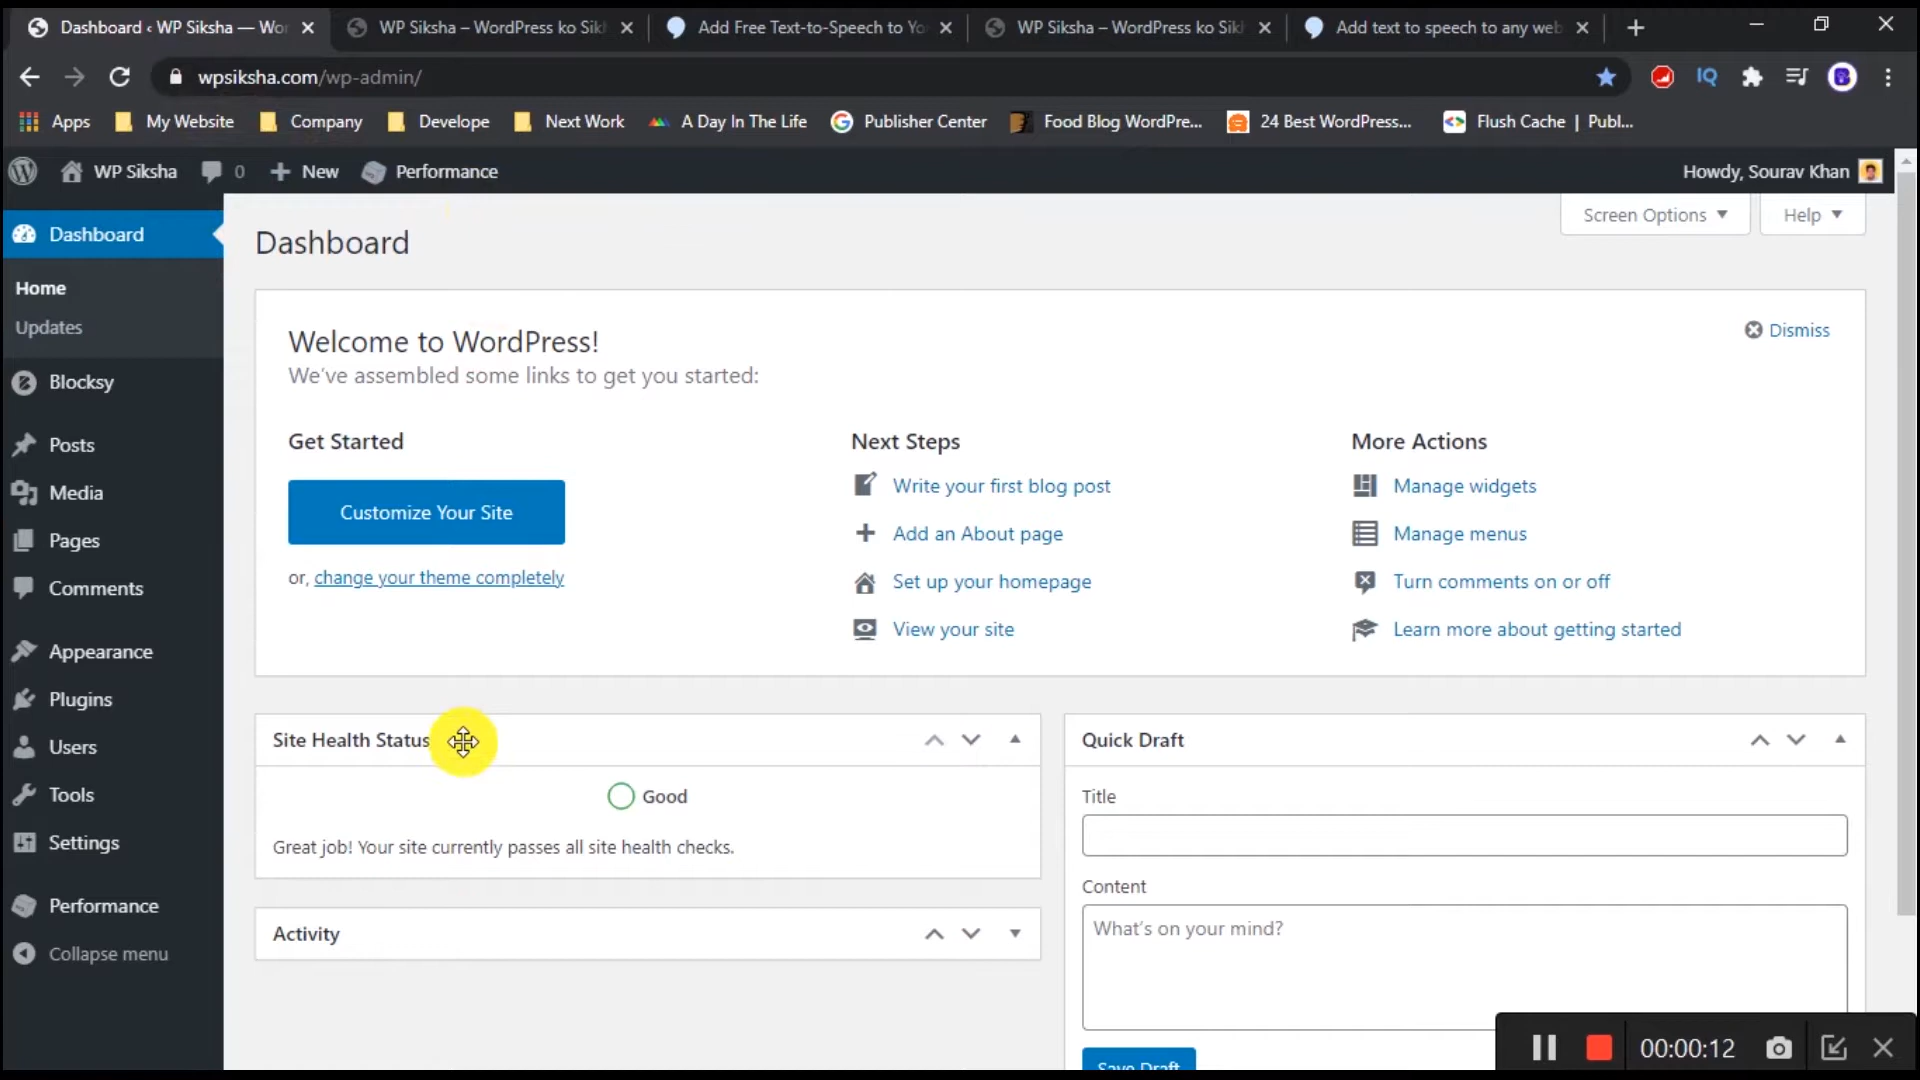 Dashboard ‹ WP Siksha — Wor
WP Siksha – WordPress ko Sikh
Add Free Text-to-Speech to Yo
WP Siksha – WordPress ko Sikh
Add text to speech to any web
wpsiksha.com/wp-admin/
IQ
Apps
My Website
Company
Develope
Next Work
A Day In The Life
Publisher Center
Food Blog WordPre...
24 Best WordPress...
Flush Cache | Publ...
WP Siksha
0
New
Performance
Howdy, Sourav Khan
Screen Options
Help
Dashboard
Home
Updates
Blocksy
Posts
Media
Pages
Comments
Appearance
Plugins
Users
Tools
Settings
Performance
Collapse menu
Dashboard
Welcome to WordPress!
Dismiss
We've assembled some links to get you started:
Get Started
Customize Your Site
or, change your theme completely
Next Steps
Write your first blog post
Add an About page
Set up your homepage
View your site
More Actions
Manage widgets
Manage menus
Turn comments on or off
Learn more about getting started
Site Health Status
Good
Great job! Your site currently passes all site health checks.
Activity
Quick Draft
Title
Content
What's on your mind?
Save Draft
00:00:12